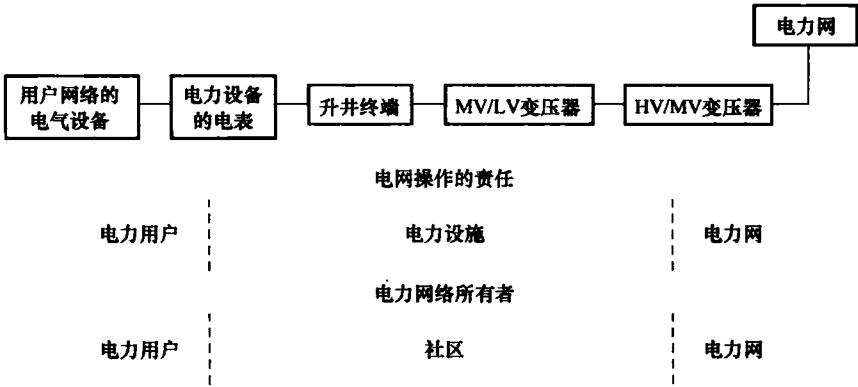 电力网
用户网络的
电气设备
电力设备
的电表
升井终端
MV/LV变压器
HV/MV变压器
电网操作的责任
电力用户
电力设施
电力网
电力网络所有者
电力用户
社区
电力网